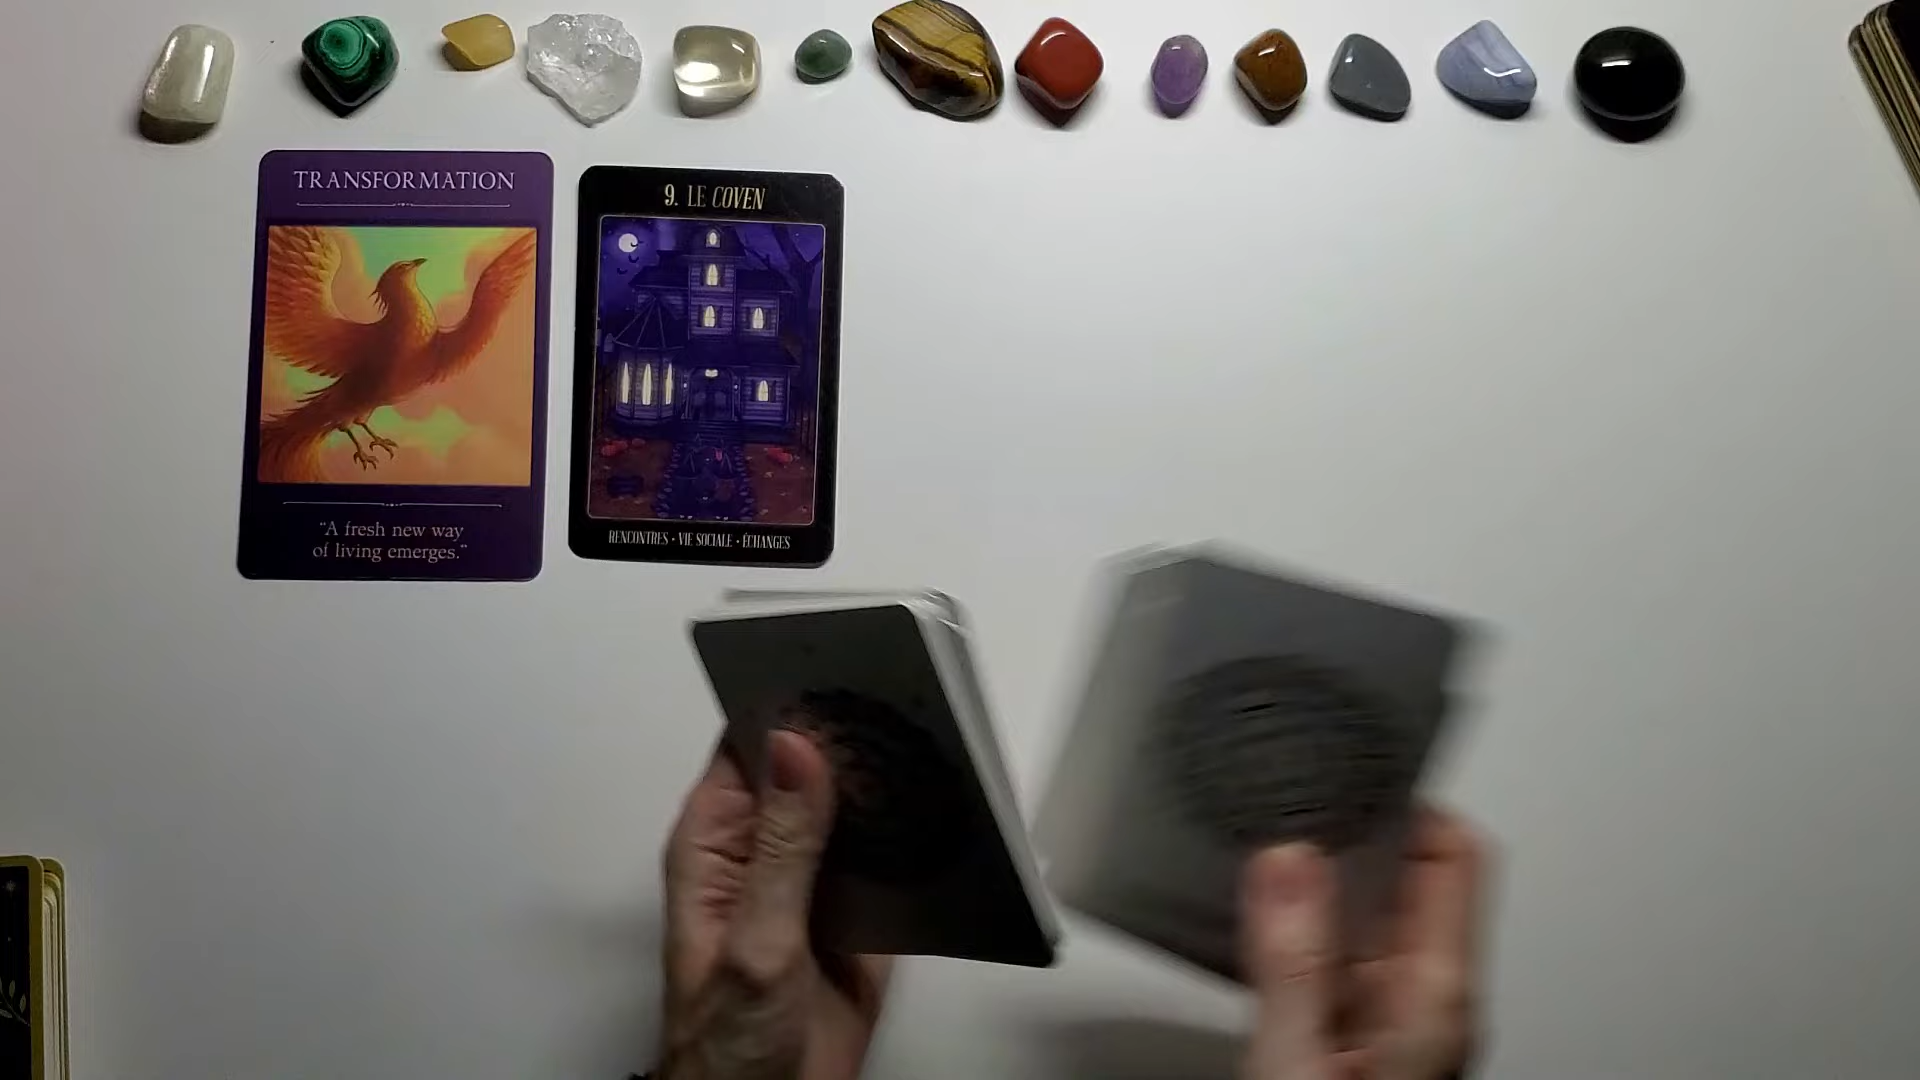 TRANSFORMATION
"A fresh new way
of living emerges."
9. LE COVEN
RENCONTRES • VIE SOCIALE • ÉCHANGES